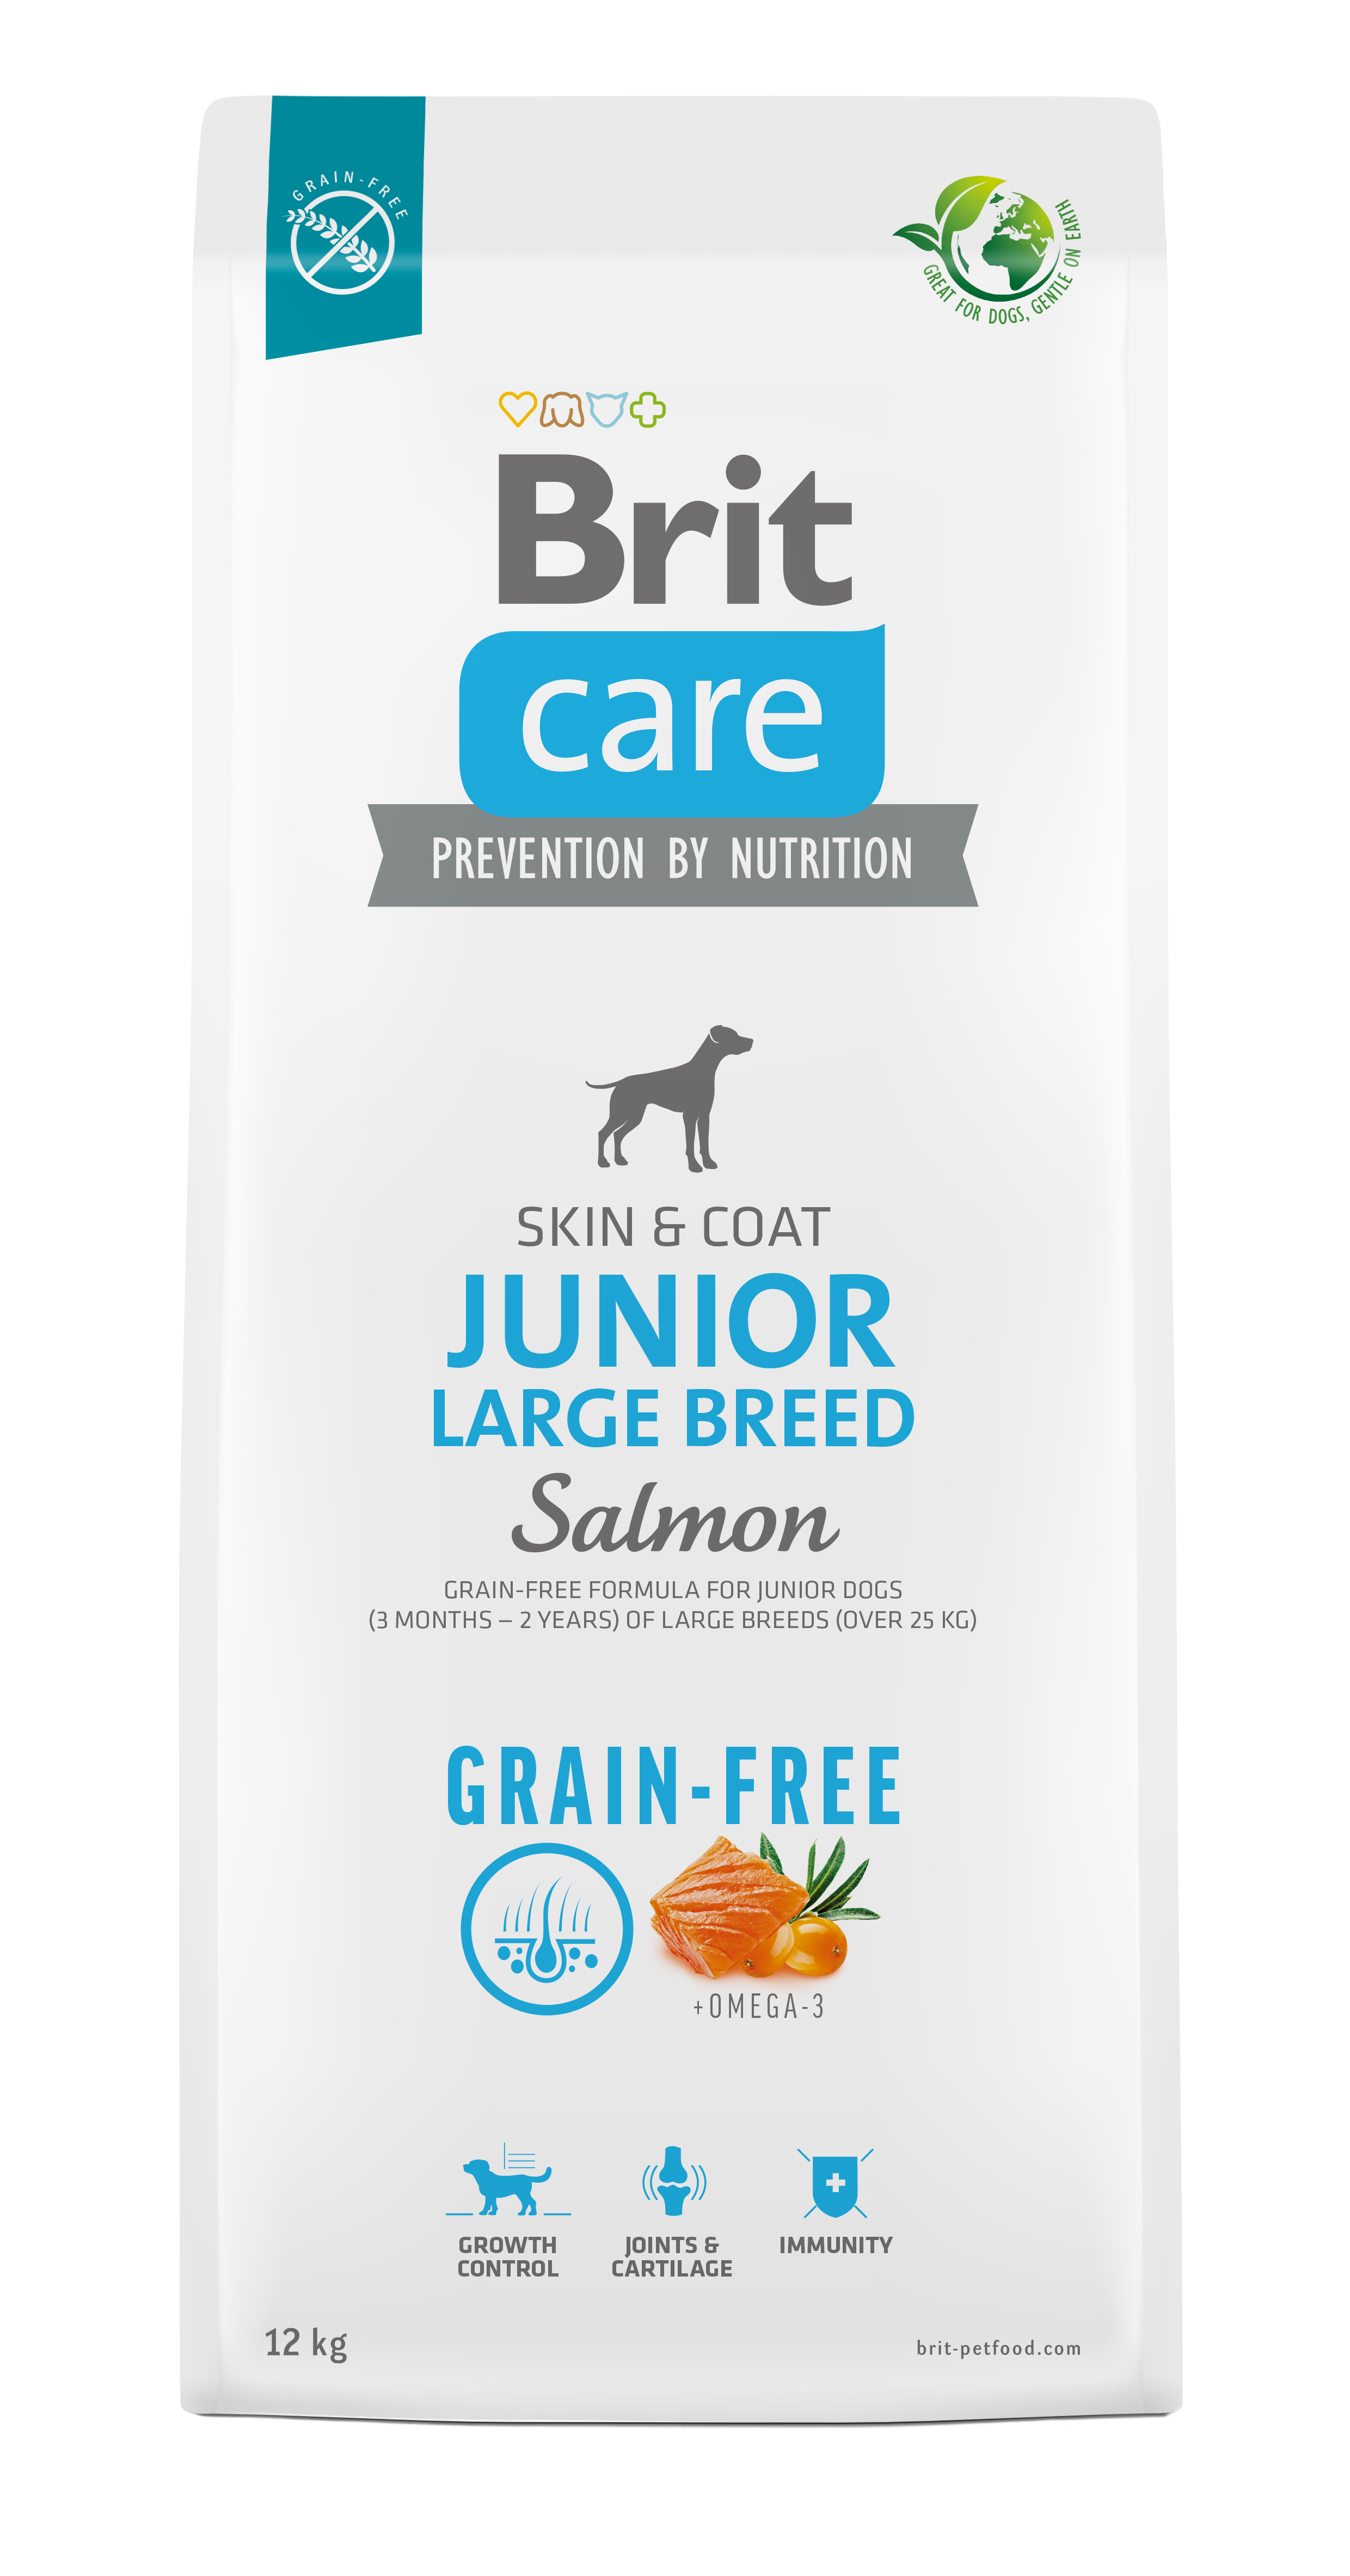 GRAIN-FREE
GREAT FOR DOGS, GENTLE ON EARTH
Brit
care
PREVENTION BY NUTRITION
SKIN & COAT
JUNIOR
LARGE BREED
Salmon
GRAIN-FREE FORMULA FOR JUNIOR DOGS
(3 MONTHS – 2 YEARS) OF LARGE BREEDS (OVER 25 KG)
GRAIN-FREE
+OMEGA-3
GROWTH
CONTROL
JOINTS &
CARTILAGE
IMMUNITY
12 kg
brit-petfood.com